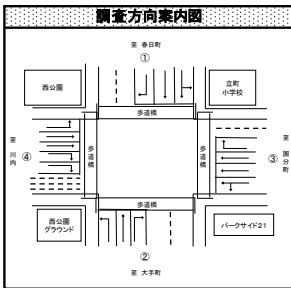 調査方向案内図
至 春日町
①
西公園
立町
小学校
歩道橋
至 川内
④
歩道橋
歩道橋
③
至 国分町
歩道橋
西公園
グラウンド
パークサイド21
②
至 大手町